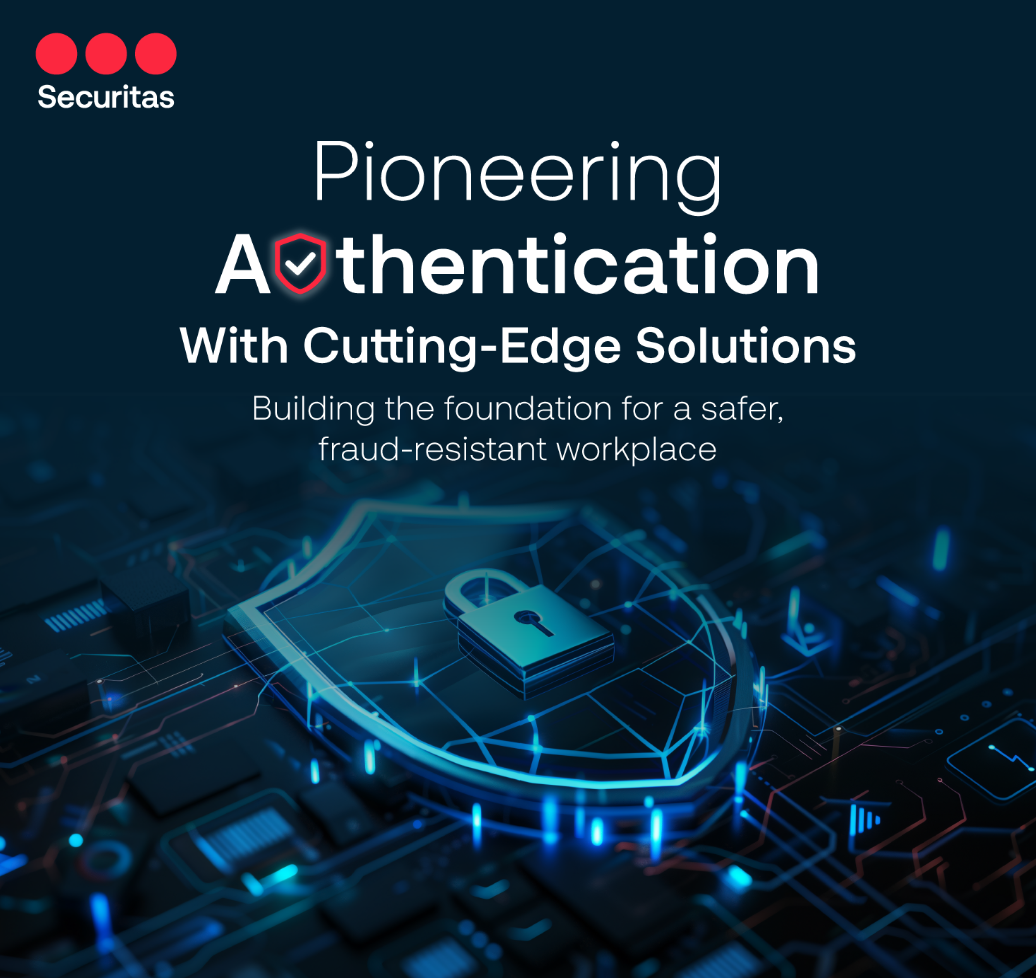 Securitas
Pioneering
Authentication
With Cutting-Edge Solutions
Building the foundation for a safer,
fraud-resistant workplace